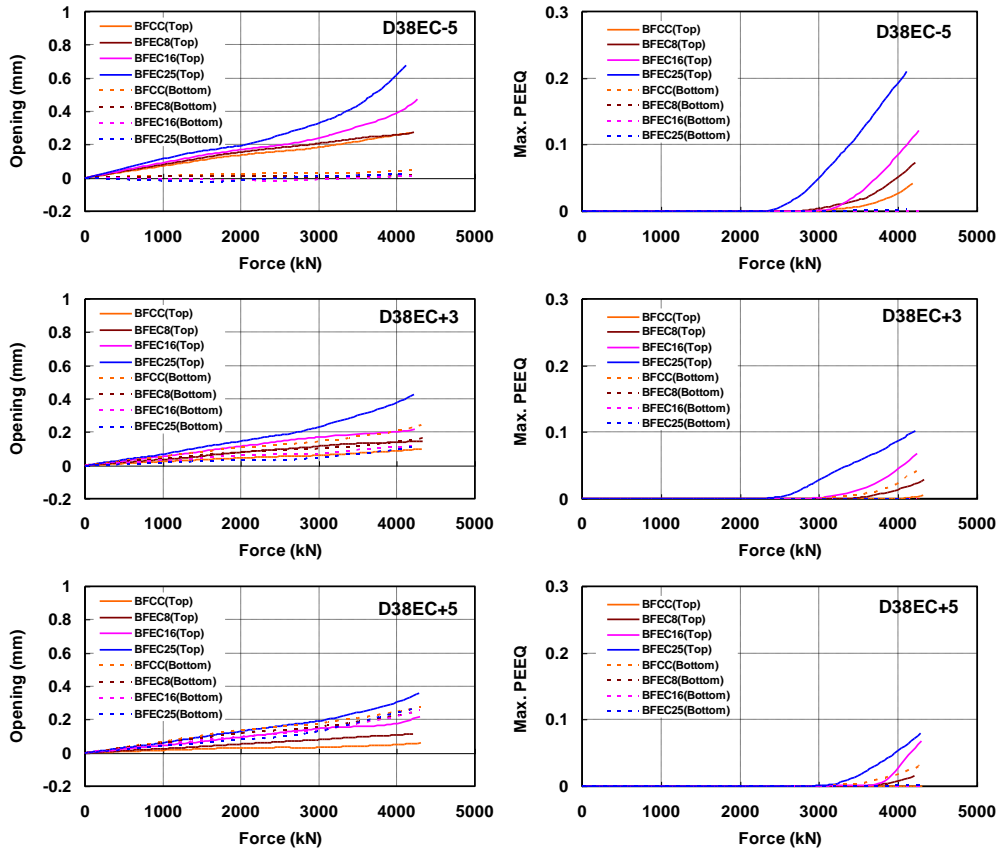 D38EC-5
Opening (mm)
1
0.8
0.6
0.4
0.2
0
-0.2
BFCC(Top)
BFEC8(Top)
BFEC16(Top)
BFEC25(Top)
BFCC(Bottom)
BFEC8(Bottom)
BFEC16(Bottom)
BFEC25(Bottom)
0 1000 2000 3000 4000 5000
Force (kN)
D38EC-5
Max. PEEQ
0.3
0.2
0.1
0
BFCC(Top)
BFEC8(Top)
BFEC16(Top)
BFEC25(Top)
BFCC(Bottom)
BFEC8(Bottom)
BFEC16(Bottom)
BFEC25(Bottom)
0 1000 2000 3000 4000 5000
Force (kN)
D38EC+3
Opening (mm)
1
0.8
0.6
0.4
0.2
0
-0.2
BFCC(Top)
BFEC8(Top)
BFEC16(Top)
BFEC25(Top)
BFCC(Bottom)
BFEC8(Bottom)
BFEC16(Bottom)
BFEC25(Bottom)
0 1000 2000 3000 4000 5000
Force (kN)
D38EC+3
Max. PEEQ
0.3
0.2
0.1
0
BFCC(Top)
BFEC8(Top)
BFEC16(Top)
BFEC25(Top)
BFCC(Bottom)
BFEC8(Bottom)
BFEC16(Bottom)
BFEC25(Bottom)
0 1000 2000 3000 4000 5000
Force (kN)
D38EC+5
Opening (mm)
1
0.8
0.6
0.4
0.2
0
-0.2
BFCC(Top)
BFEC8(Top)
BFEC16(Top)
BFEC25(Top)
BFCC(Bottom)
BFEC8(Bottom)
BFEC16(Bottom)
BFEC25(Bottom)
0 1000 2000 3000 4000 5000
Force (kN)
D38EC+5
Max. PEEQ
0.3
0.2
0.1
0
BFCC(Top)
BFEC8(Top)
BFEC16(Top)
BFEC25(Top)
BFCC(Bottom)
BFEC8(Bottom)
BFEC16(Bottom)
BFEC25(Bottom)
0 1000 2000 3000 4000 5000
Force (kN)